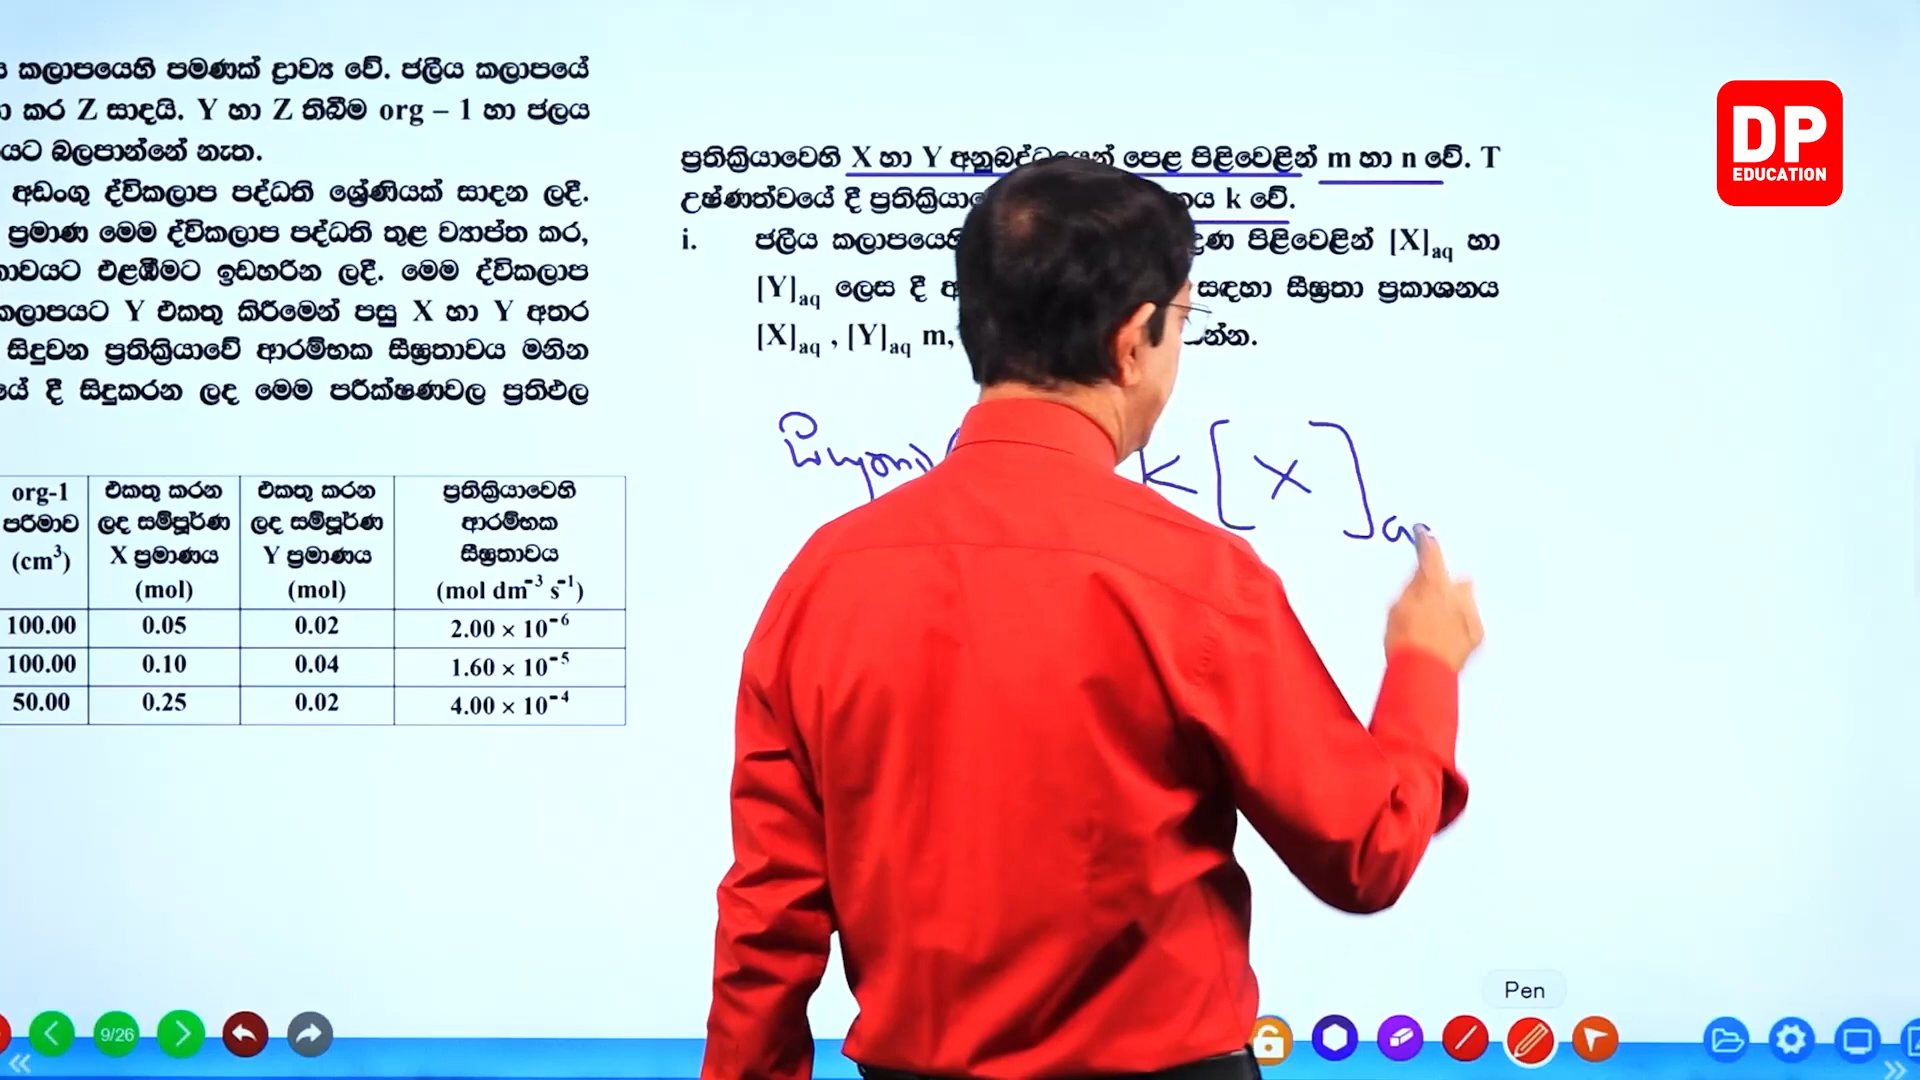 කලාපයෙහි පමණක් ද්‍රාව්‍ය වේ. ජලීය කලාපයේ
කර Z සාදයි. Y හා Z තිබීම org – 1 හා ජලය
යට බලපාන්නේ නැත.
අඩංගු ද්විකලාප පද්ධති ශ්‍රේණියක් සාදන ලදී.
ප්‍රමාණ මෙම ද්විකලාප පද්ධති තුළ ව්‍යාප්ත කර,
තාවයට එළඹීමට ඉඩහරින ලදී. මෙම ද්විකලාප
කලාපයට Y එකතු කිරීමෙන් පසු X හා Y අතර
සිදුවන ප්‍රතික්‍රියාවේ ආරම්භක සීඝ්‍රතාවය මනින
යේ දී සිදුකරන ලද මෙම පරීක්ෂණවල ප්‍රතිඵල
org-1 පරිමාව (cm³) එකතු කරන ලද සම්පූර්ණ X ප්‍රමාණය (mol) එකතු කරන ලද සම්පූර්ණ Y ප්‍රමාණය (mol) ප්‍රතික්‍රියාවෙහි ආරම්භක සීඝ්‍රතාවය (mol dm⁻³ s⁻¹)
100.00 0.05 0.02 2.00 × 10⁻⁶
100.00 0.10 0.04 1.60 × 10⁻⁵
50.00 0.25 0.02 4.00 × 10⁻⁴
ප්‍රතික්‍රියාවෙහි X හා Y අනුබද්ධයෙන් පෙළ පිළිවෙළින් m හා n වේ. T
උෂ්ණත්වයේ දී k වේ.
i. ජලීය කලාපයෙහි පිළිවෙළින් [X]aq හා
[Y]aq ලෙස දී සඳහා සීඝ්‍රතා ප්‍රකාශනය
[X]aq , [Y]aq m,
k [X]
DP
EDUCATION
Pen
9/26